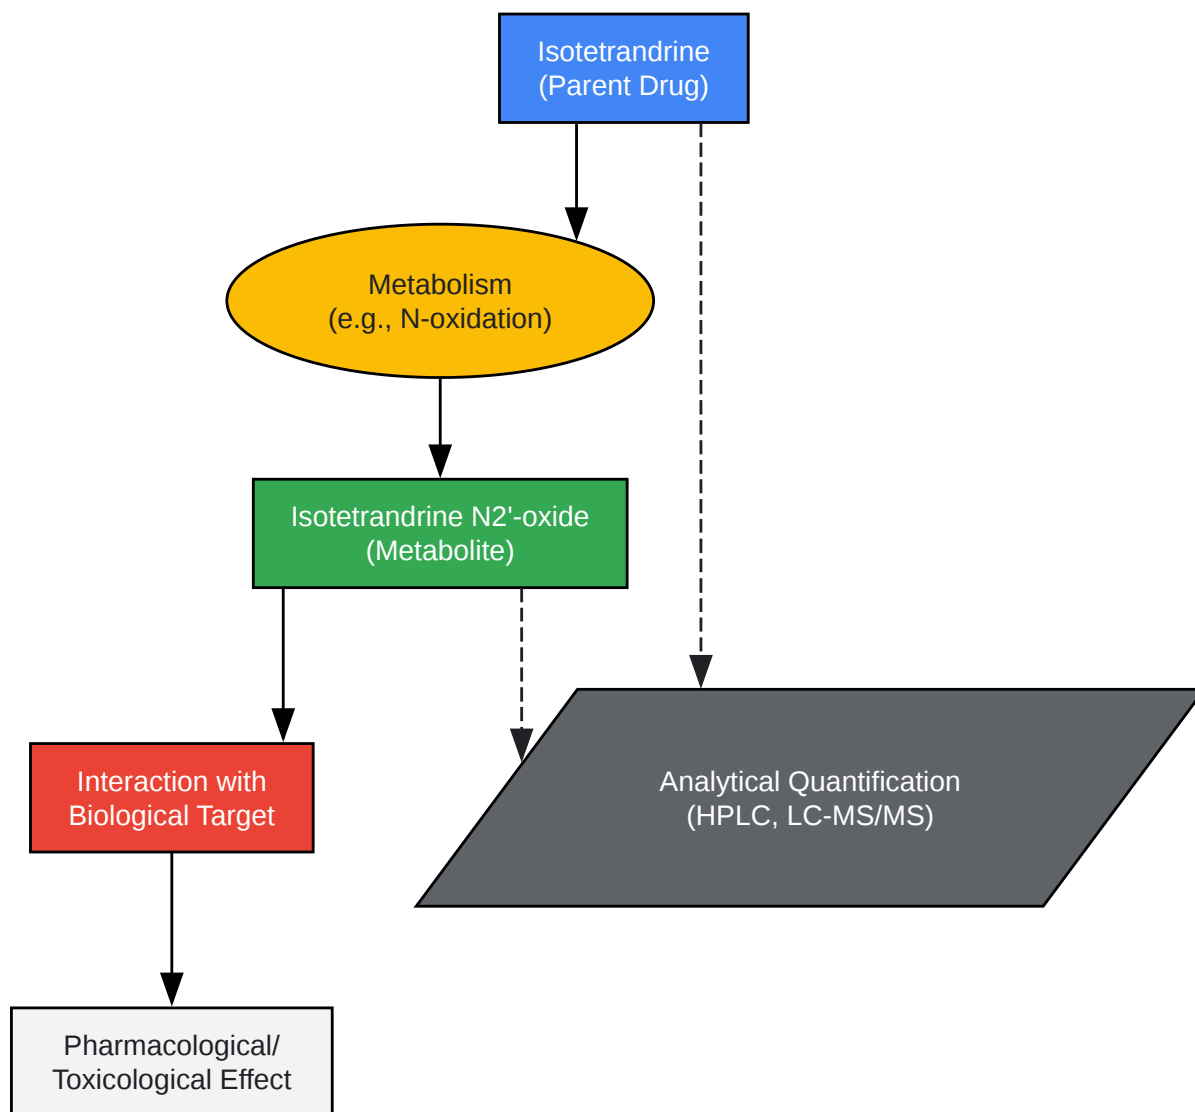 Isotetrandrine
(Parent Drug)
Metabolism
(e.g., N-oxidation)
Isotetrandrine N2'-oxide
(Metabolite)
Interaction with
Biological Target
Analytical Quantification
(HPLC, LC-MS/MS)
Pharmacological/
Toxicological Effect